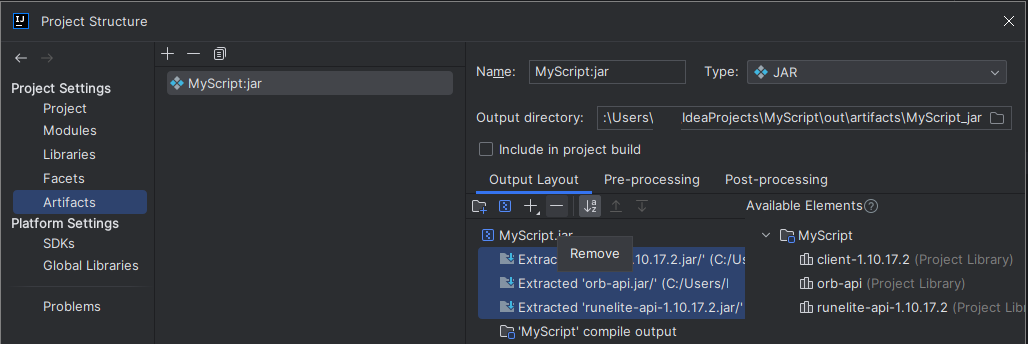 Project Structure
Project Settings
Project
Modules
Libraries
Facets
Artifacts
Platform Settings
SDKs
Global Libraries
Problems
MyScript:jar
Name: MyScript:jar Type: JAR
Output directory: :\Users\ IdeaProjects\MyScript\out\artifacts\MyScript_jar
Include in project build
Output Layout Pre-processing Post-processing
Available Elements
MyScript.jar
Remove
Extracted .10.17.2.jar/' (C:/Us
Extracted 'orb-api.jar/' (C:/Users/
Extracted 'runelite-api-1.10.17.2.jar/'
'MyScript' compile output
MyScript
client-1.10.17.2 (Project Library)
orb-api (Project Library)
runelite-api-1.10.17.2 (Project Lib